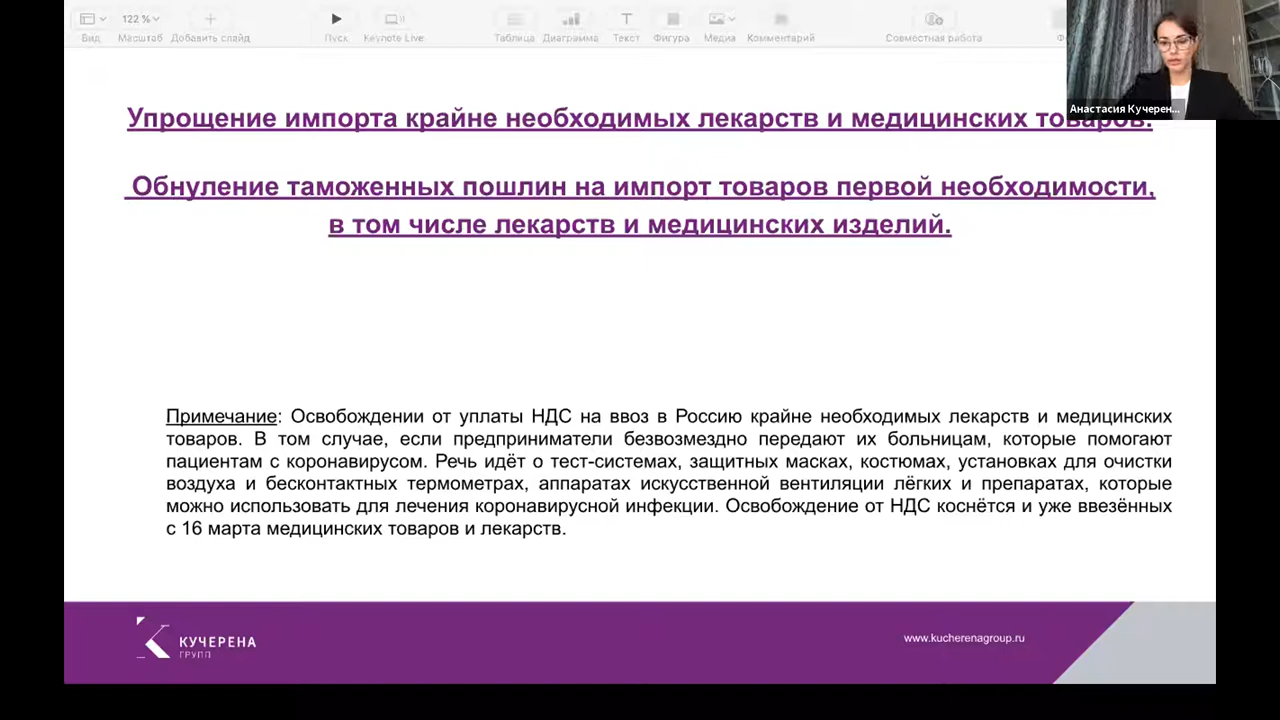 122 %
Вид
Масштаб
Добавить слайд
Пуск
Keynote Live
Таблица
Диаграмма
Текст
Фигура
Медиа
Комментарий
Совместная работа
Анастасия Кучерен...
Упрощение импорта крайне необходимых лекарств и медицинских товаров.
Обнуление таможенных пошлин на импорт товаров первой необходимости,
в том числе лекарств и медицинских изделий.
Примечание: Освобождении от уплаты НДС на ввоз в Россию крайне необходимых лекарств и медицинских
товаров. В том случае, если предприниматели безвозмездно передают их больницам, которые помогают
пациентам с коронавирусом. Речь идёт о тест-системах, защитных масках, костюмах, установках для очистки
воздуха и бесконтактных термометрах, аппаратах искусственной вентиляции лёгких и препаратах, которые
можно использовать для лечения коронавирусной инфекции. Освобождение от НДС коснётся и уже ввезённых
с 16 марта медицинских товаров и лекарств.
КУЧЕРЕНА
ГРУПП
www.kucherenagroup.ru